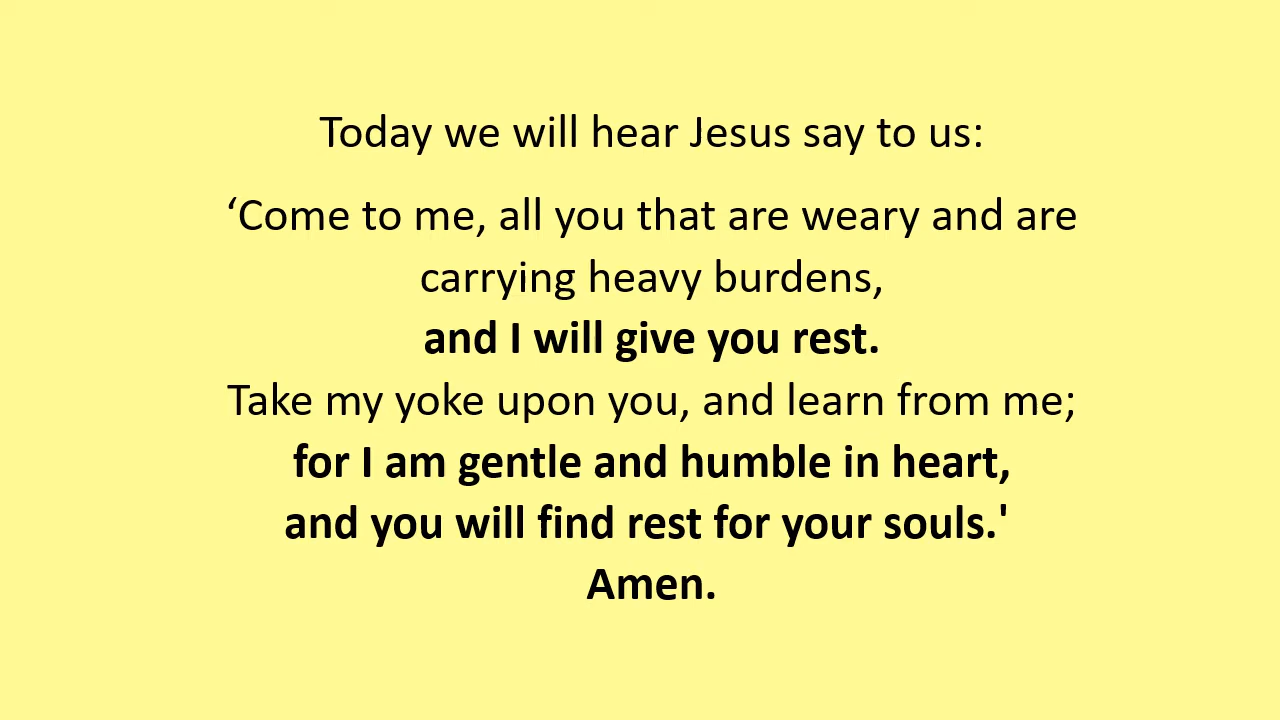 Today we will hear Jesus say to us:
‘Come to me, all you that are weary and are
carrying heavy burdens,
and I will give you rest.
Take my yoke upon you, and learn from me;
for I am gentle and humble in heart,
and you will find rest for your souls.'
Amen.